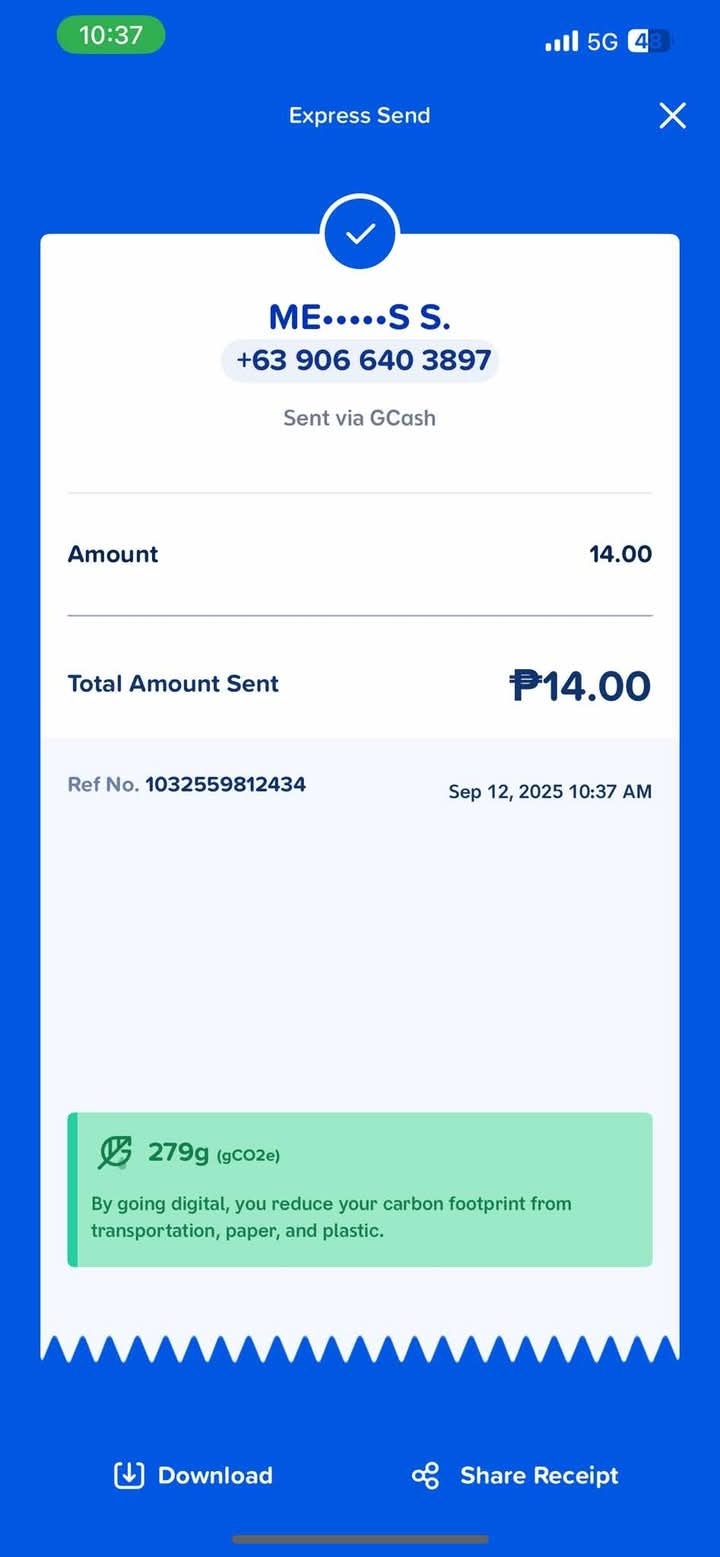 10:37
5G 48
Express Send
ME•••••S S.
+63 906 640 3897
Sent via GCash
Amount 14.00
Total Amount Sent ₱14.00
Ref No. 1032559812434 Sep 12, 2025 10:37 AM
279g (gCO2e)
By going digital, you reduce your carbon footprint from
transportation, paper, and plastic.
Download Share Receipt